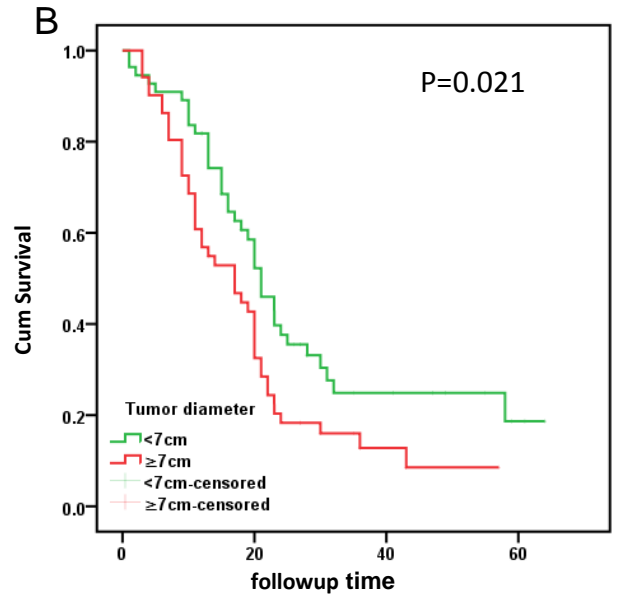 B
P=0.021
1.0
0.8
0.6
0.4
0.2
0.0
Cum Survival
Tumor diameter
<7cm
≥7cm
<7cm-censored
≥7cm-censored
0 20 40 60
followup time